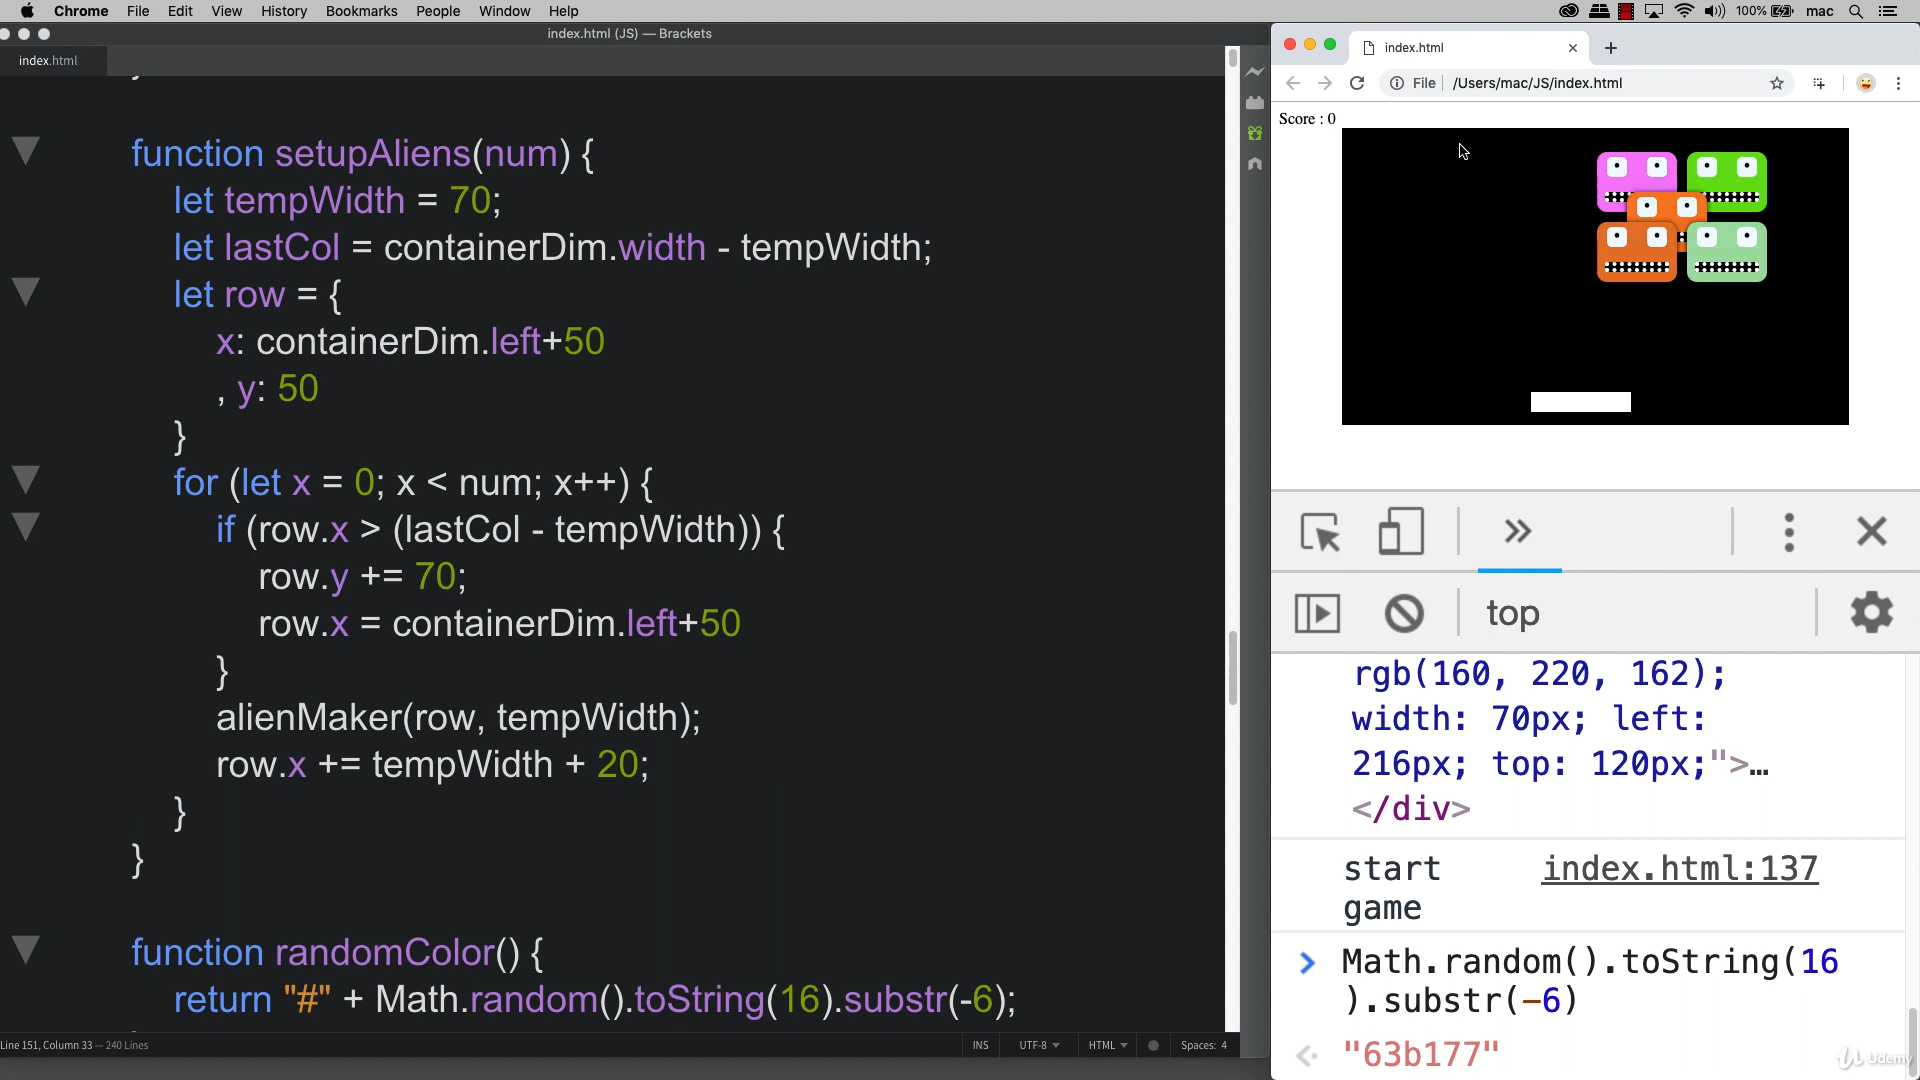 Chrome File Edit View History Bookmarks People Window Help 100% mac
index.html (JS) — Brackets
index.html
function setupAliens(num) {
let tempWidth = 70;
let lastCol = containerDim.width - tempWidth;
let row = {
x: containerDim.left+50
, y: 50
}
for (let x = 0; x < num; x++) {
if (row.x > (lastCol - tempWidth)) {
row.y += 70;
row.x = containerDim.left+50
}
alienMaker(row, tempWidth);
row.x += tempWidth + 20;
}
}
function randomColor() {
return "#" + Math.random().toString(16).substr(-6);
Line 151, Column 33 — 240 Lines
INS UTF-8 HTML Spaces: 4
index.html
File /Users/mac/JS/index.html
Score : 0
top
rgb(160, 220, 162);
width: 70px; left:
216px; top: 120px;">…
</div>
start index.html:137
game
Math.random().toString(16
).substr(-6)
"63b177"
Udemy